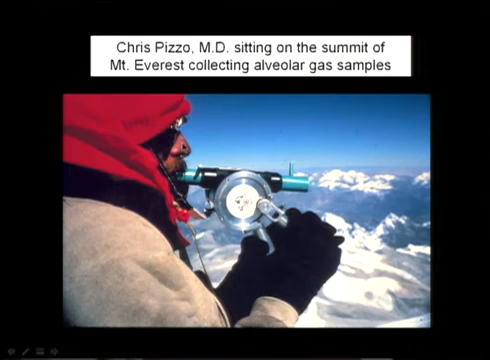 Chris Pizzo, M.D. sitting on the summit of
Mt. Everest collecting alveolar gas samples